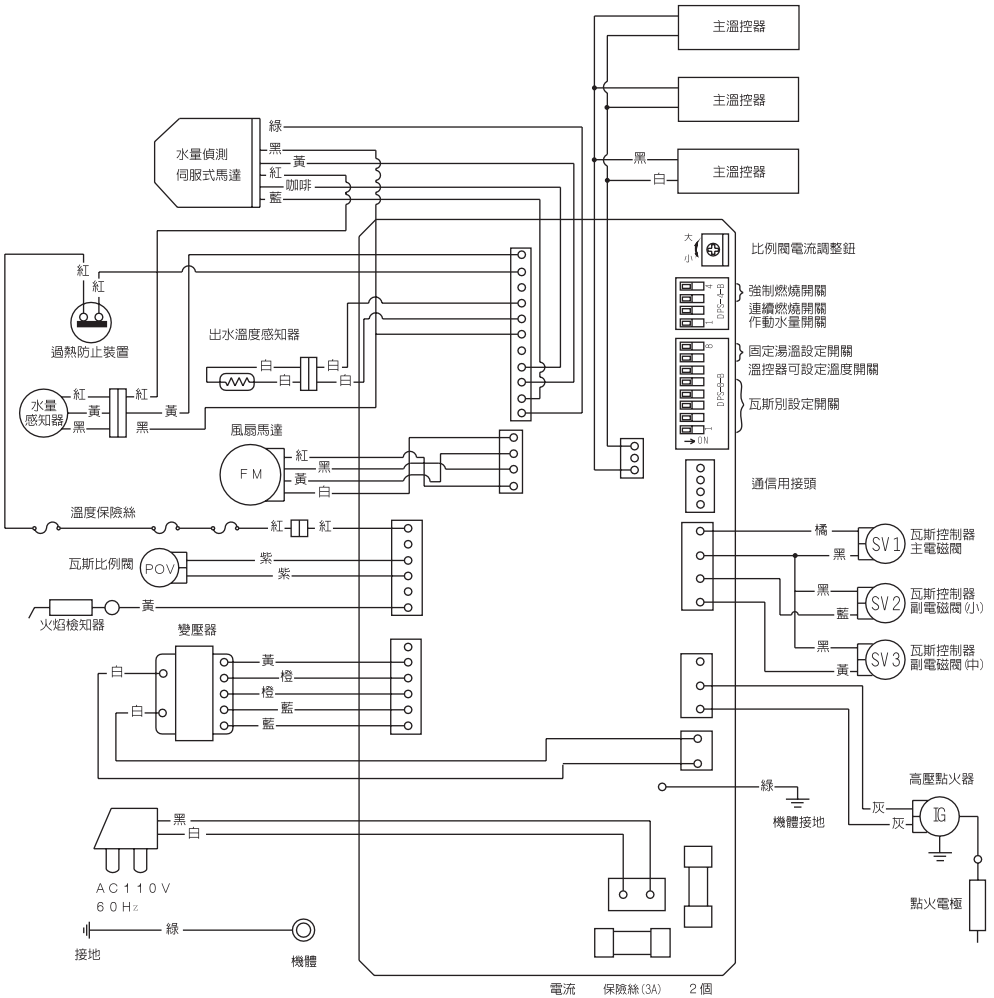 主溫控器
主溫控器
主溫控器
黑
白
水量偵測
伺服式馬達
綠
黑
黃
紅
咖啡
藍
大
小
比例閥電流調整鈕
紅
紅
過熱防止裝置
4
DPS-4-B
1
強制燃燒開關
連續燃燒開關
作動水量開關
出水溫度感知器
白
白
白
白
8
DPS-8-B
1
ON
固定湯溫設定開關
溫控器可設定溫度開關
瓦斯別設定開關
水量
感知器
紅
黃
黑
紅
黃
黑
風扇馬達
FM
紅
黑
黃
白
通信用接頭
溫度保險絲
紅
紅
瓦斯比例閥
POV
紫
紫
火焰檢知器
黃
橘
黑
SV1
瓦斯控制器
主電磁閥
黑
藍
SV2
瓦斯控制器
副電磁閥(小)
黑
黃
SV3
瓦斯控制器
副電磁閥(中)
變壓器
白
白
黃
橙
橙
藍
藍
綠
機體接地
高壓點火器
灰
灰
IG
點火電極
黑
白
AC110V
60Hz
綠
接地
機體
電流 保險絲(3A) 2個